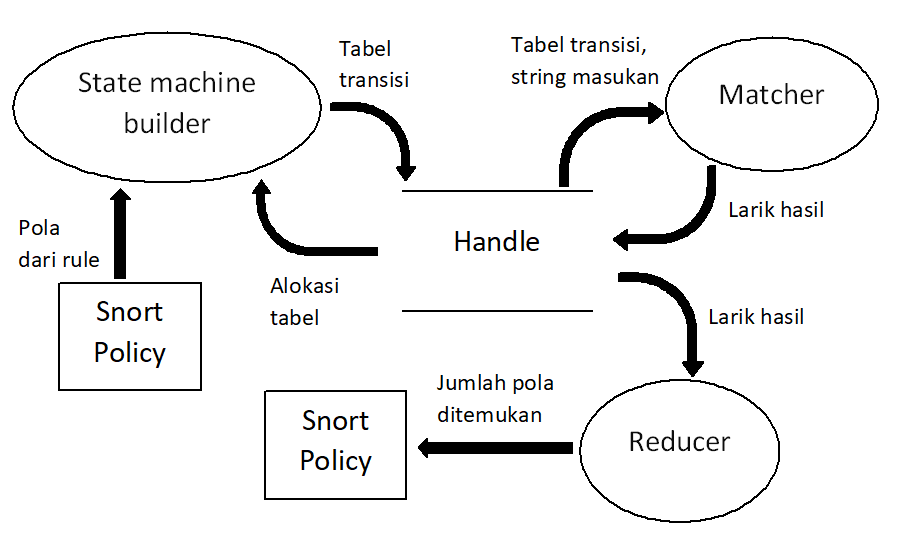 State machine
builder
Tabel
transisi
Tabel transisi,
string masukan
Matcher
Pola
dari rule
Alokasi
tabel
Handle
Larik hasil
Snort
Policy
Larik hasil
Jumlah pola
ditemukan
Snort
Policy
Reducer